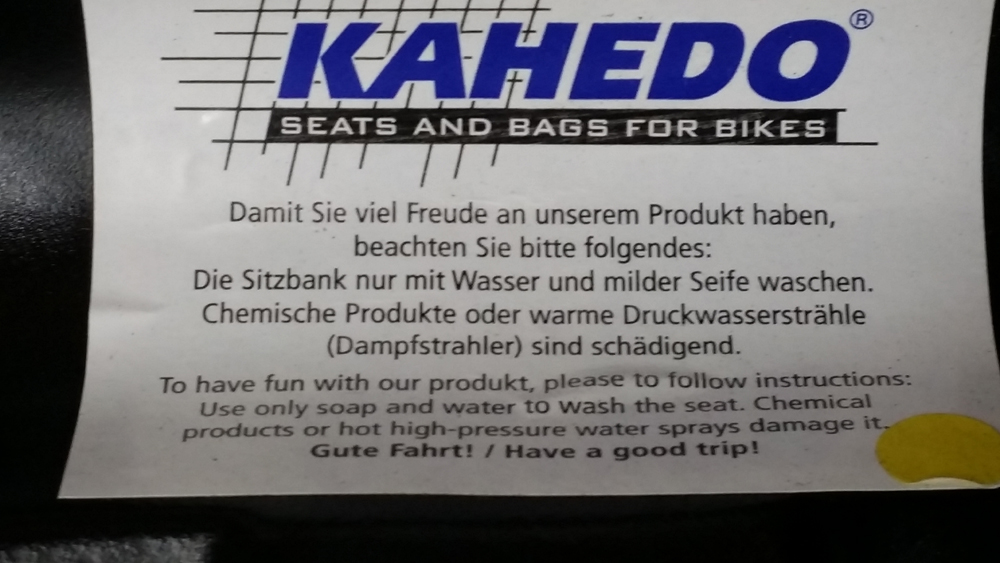 KAHEDO®
SEATS AND BAGS FOR BIKES
Damit Sie viel Freude an unserem Produkt haben,
beachten Sie bitte folgendes:
Die Sitzbank nur mit Wasser und milder Seife waschen.
Chemische Produkte oder warme Druckwassersträhle
(Dampfstrahler) sind schädigend.
To have fun with our produkt, please to follow instructions:
Use only soap and water to wash the seat. Chemical
products or hot high-pressure water sprays damage it.
Gute Fahrt! / Have a good trip!